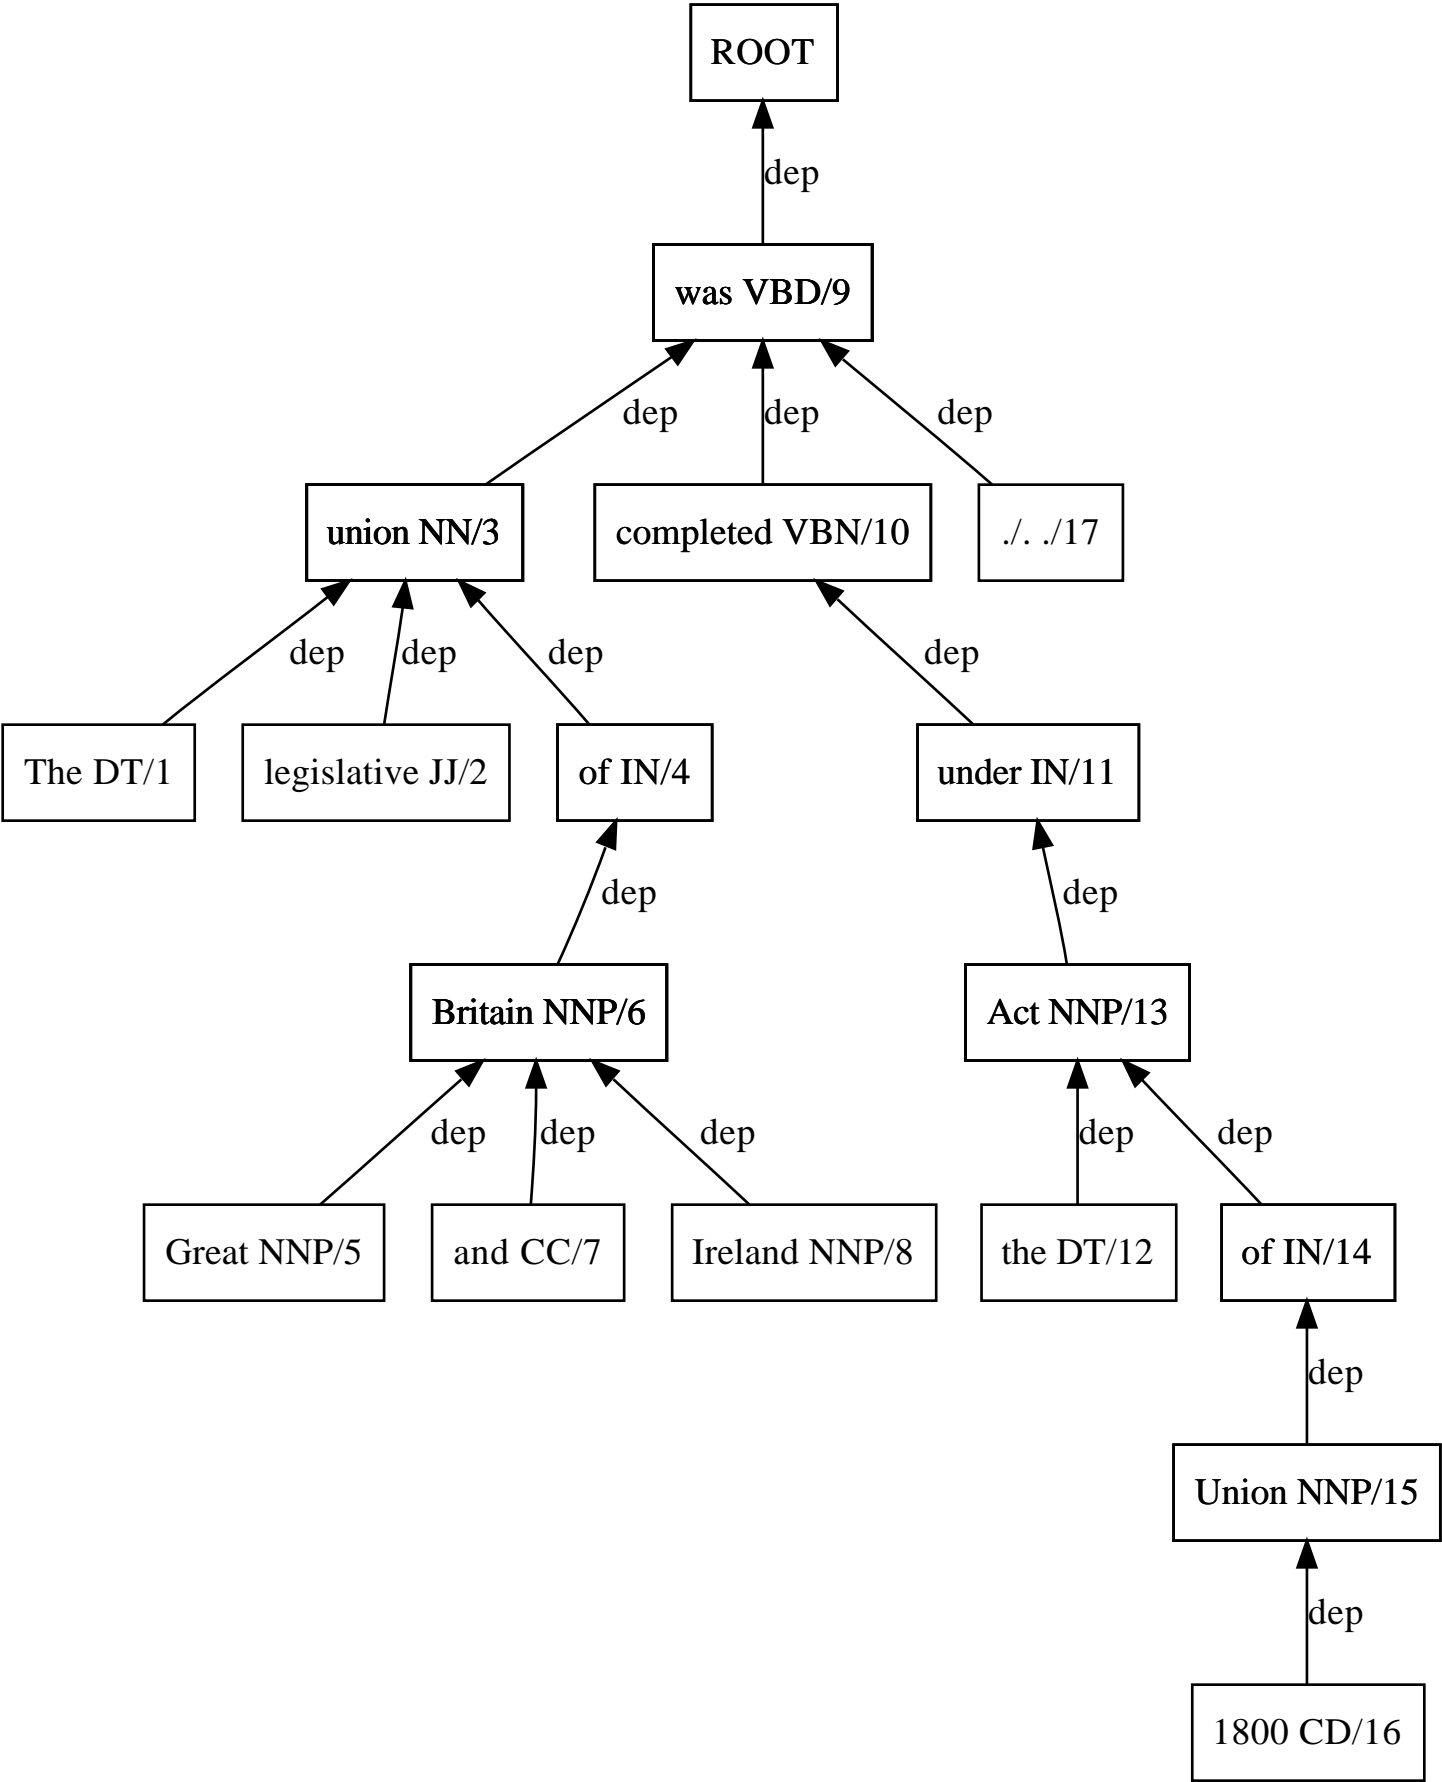 ROOT
dep
was VBD/9
dep dep dep
union NN/3 completed VBN/10 ./. ./17
dep dep dep dep
The DT/1 legislative JJ/2 of IN/4 under IN/11
dep dep
Britain NNP/6 Act NNP/13
dep dep dep dep dep
Great NNP/5 and CC/7 Ireland NNP/8 the DT/12 of IN/14
dep
Union NNP/15
dep
1800 CD/16